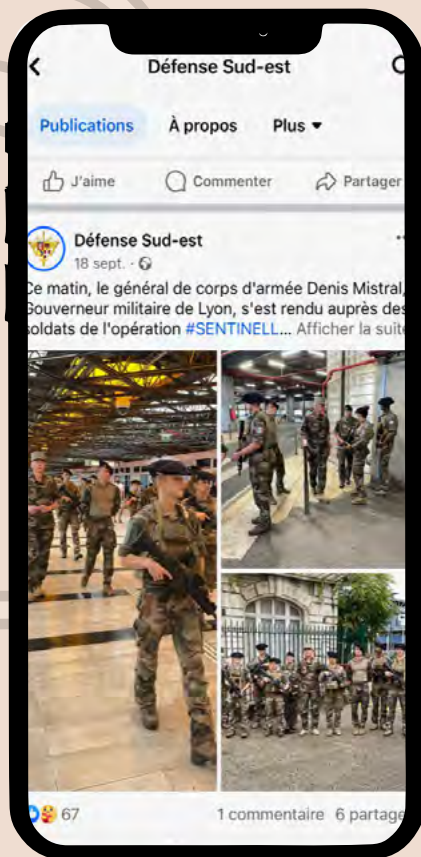 Défense Sud-est
Publications À propos Plus
J'aime Commenter Partager
Défense Sud-est
18 sept. ·
Ce matin, le général de corps d'armée Denis Mistral,
Gouverneur militaire de Lyon, s'est rendu auprès des
soldats de l'opération #SENTINELL... Afficher la suite
67 1 commentaire 6 partage